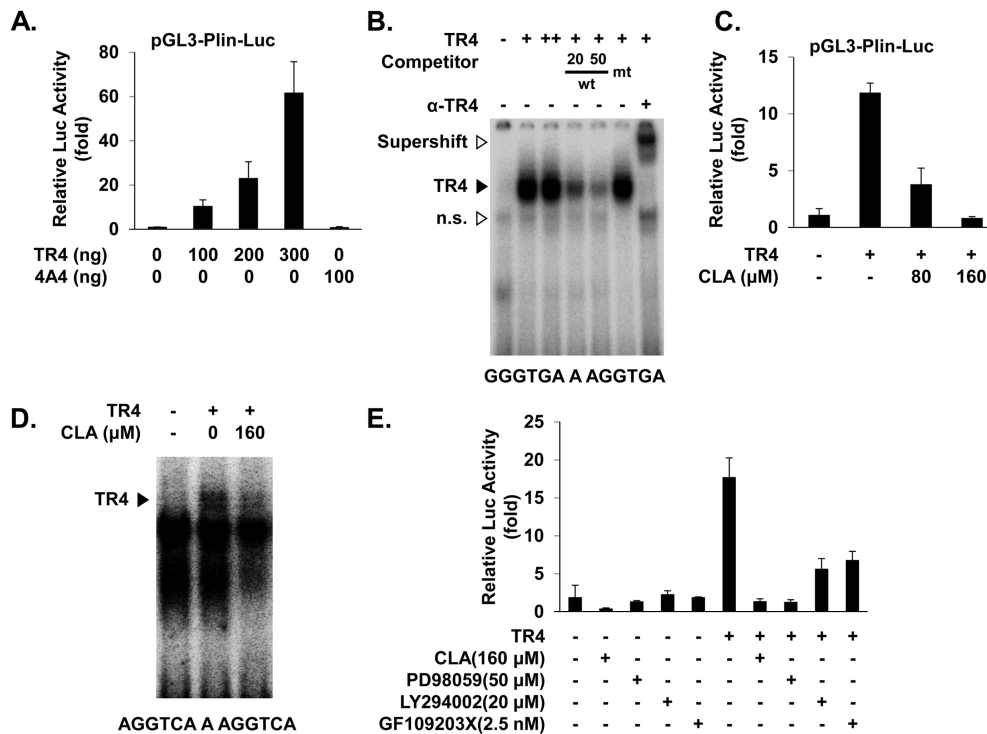 A.
pGL3-Plin-Luc
Relative Luc Activity
(fold)
80
60
40
20
0
TR4 (ng) 0 100 200 300 0
4A4 (ng) 0 0 0 0 100
B.
TR4 - + ++ + + + +
Competitor 20 50 mt
wt
α-TR4 - - - - - - +
Supershift
TR4
n.s.
GGGTGA A AGGTGA
C.
pGL3-Plin-Luc
Relative Luc Activity
(fold)
15
10
5
0
TR4 - + + +
CLA (µM) - - 80 160
D.
TR4 - + +
CLA (µM) - 0 160
TR4
AGGTCA A AGGTCA
E.
Relative Luc Activity
(fold)
25
20
15
10
5
0
TR4 - - - - - + + + + +
CLA(160 µM) - + - - - - + - - -
PD98059(50 µM) - - + - - - - + - -
LY294002(20 µM) - - - + - - - - + -
GF109203X(2.5 nM) - - - - + - - - - +